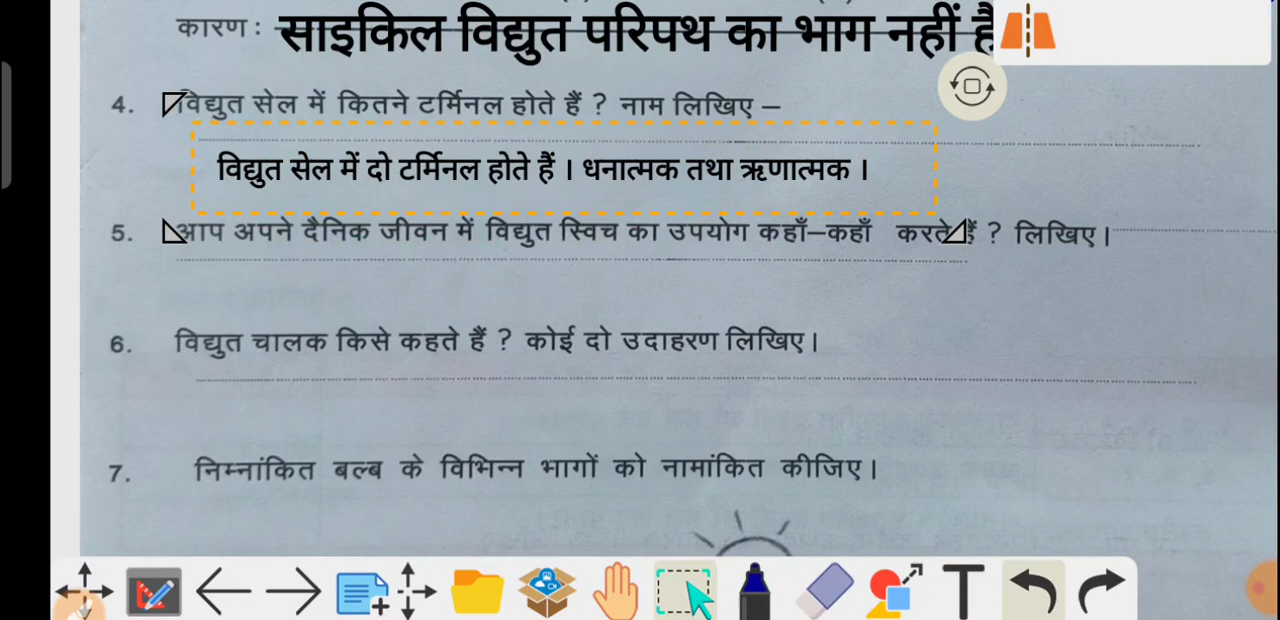 कारण : साइकिल विद्युत परिपथ का भाग नहीं है
4. विद्युत सेल में कितने टर्मिनल होते हैं ? नाम लिखिए –
विद्युत सेल में दो टर्मिनल होते हैं । धनात्मक तथा ऋणात्मक ।
5. आप अपने दैनिक जीवन में विद्युत स्विच का उपयोग कहाँ–कहाँ करते हैं ? लिखिए।
6. विद्युत चालक किसे कहते हैं ? कोई दो उदाहरण लिखिए।
7. निम्नांकित बल्ब के विभिन्न भागों को नामांकित कीजिए।